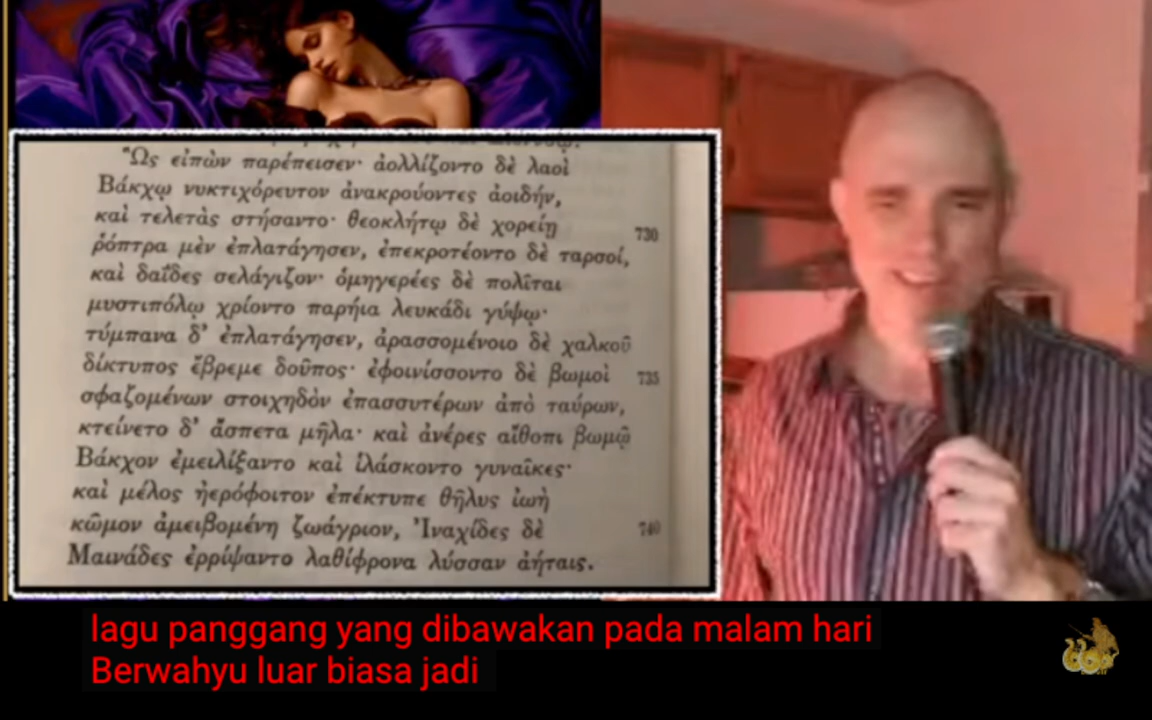 Ὣς εἰπὼν παρέπεισεν· ἀολλίζοντο δὲ λαοὶ
Βάκχῳ νυκτιχόρευτον ἀνακρούοντες ἀοιδήν,
καὶ τελετὰς στήσαντο· θεοκλήτῳ δὲ χορείῃ 730
ῥόπτρα μὲν ἐπλατάγησεν, ἐπεκροτέοντο δὲ ταρσοί,
καὶ δαΐδες σελάγιζον· ὁμηγερέες δὲ πολῖται
μυστιπόλῳ χρίοντο παρήια λευκάδι γύψῳ·
τύμπανα δ' ἐπλατάγησεν, ἀρασσομένοιο δὲ χαλκοῦ
δίκτυπος ἔβρεμε δοῦπος· ἐφοινίσσοντο δὲ βωμοὶ 735
σφαζομένων στοιχηδὸν ἐπασσυτέρων ἀπὸ ταύρων,
κτείνετο δ' ἄσπετα μῆλα· καὶ ἀνέρες αἴθοπι βωμῷ
Βάκχον ἐμειλίξαντο καὶ ἱλάσκοντο γυναῖκες·
καὶ μέλος ἠερόφοιτον ἐπέκτυπε θῆλυς ἰωὴ
κῶμον ἀμειβομένη ζωάγριον, Ἰναχίδες δὲ 740
Μαινάδες ἐρρίψαντο λαθίφρονα λύσσαν ἀήταις.
lagu panggang yang dibawakan pada malam hari
Berwahyu luar biasa jadi